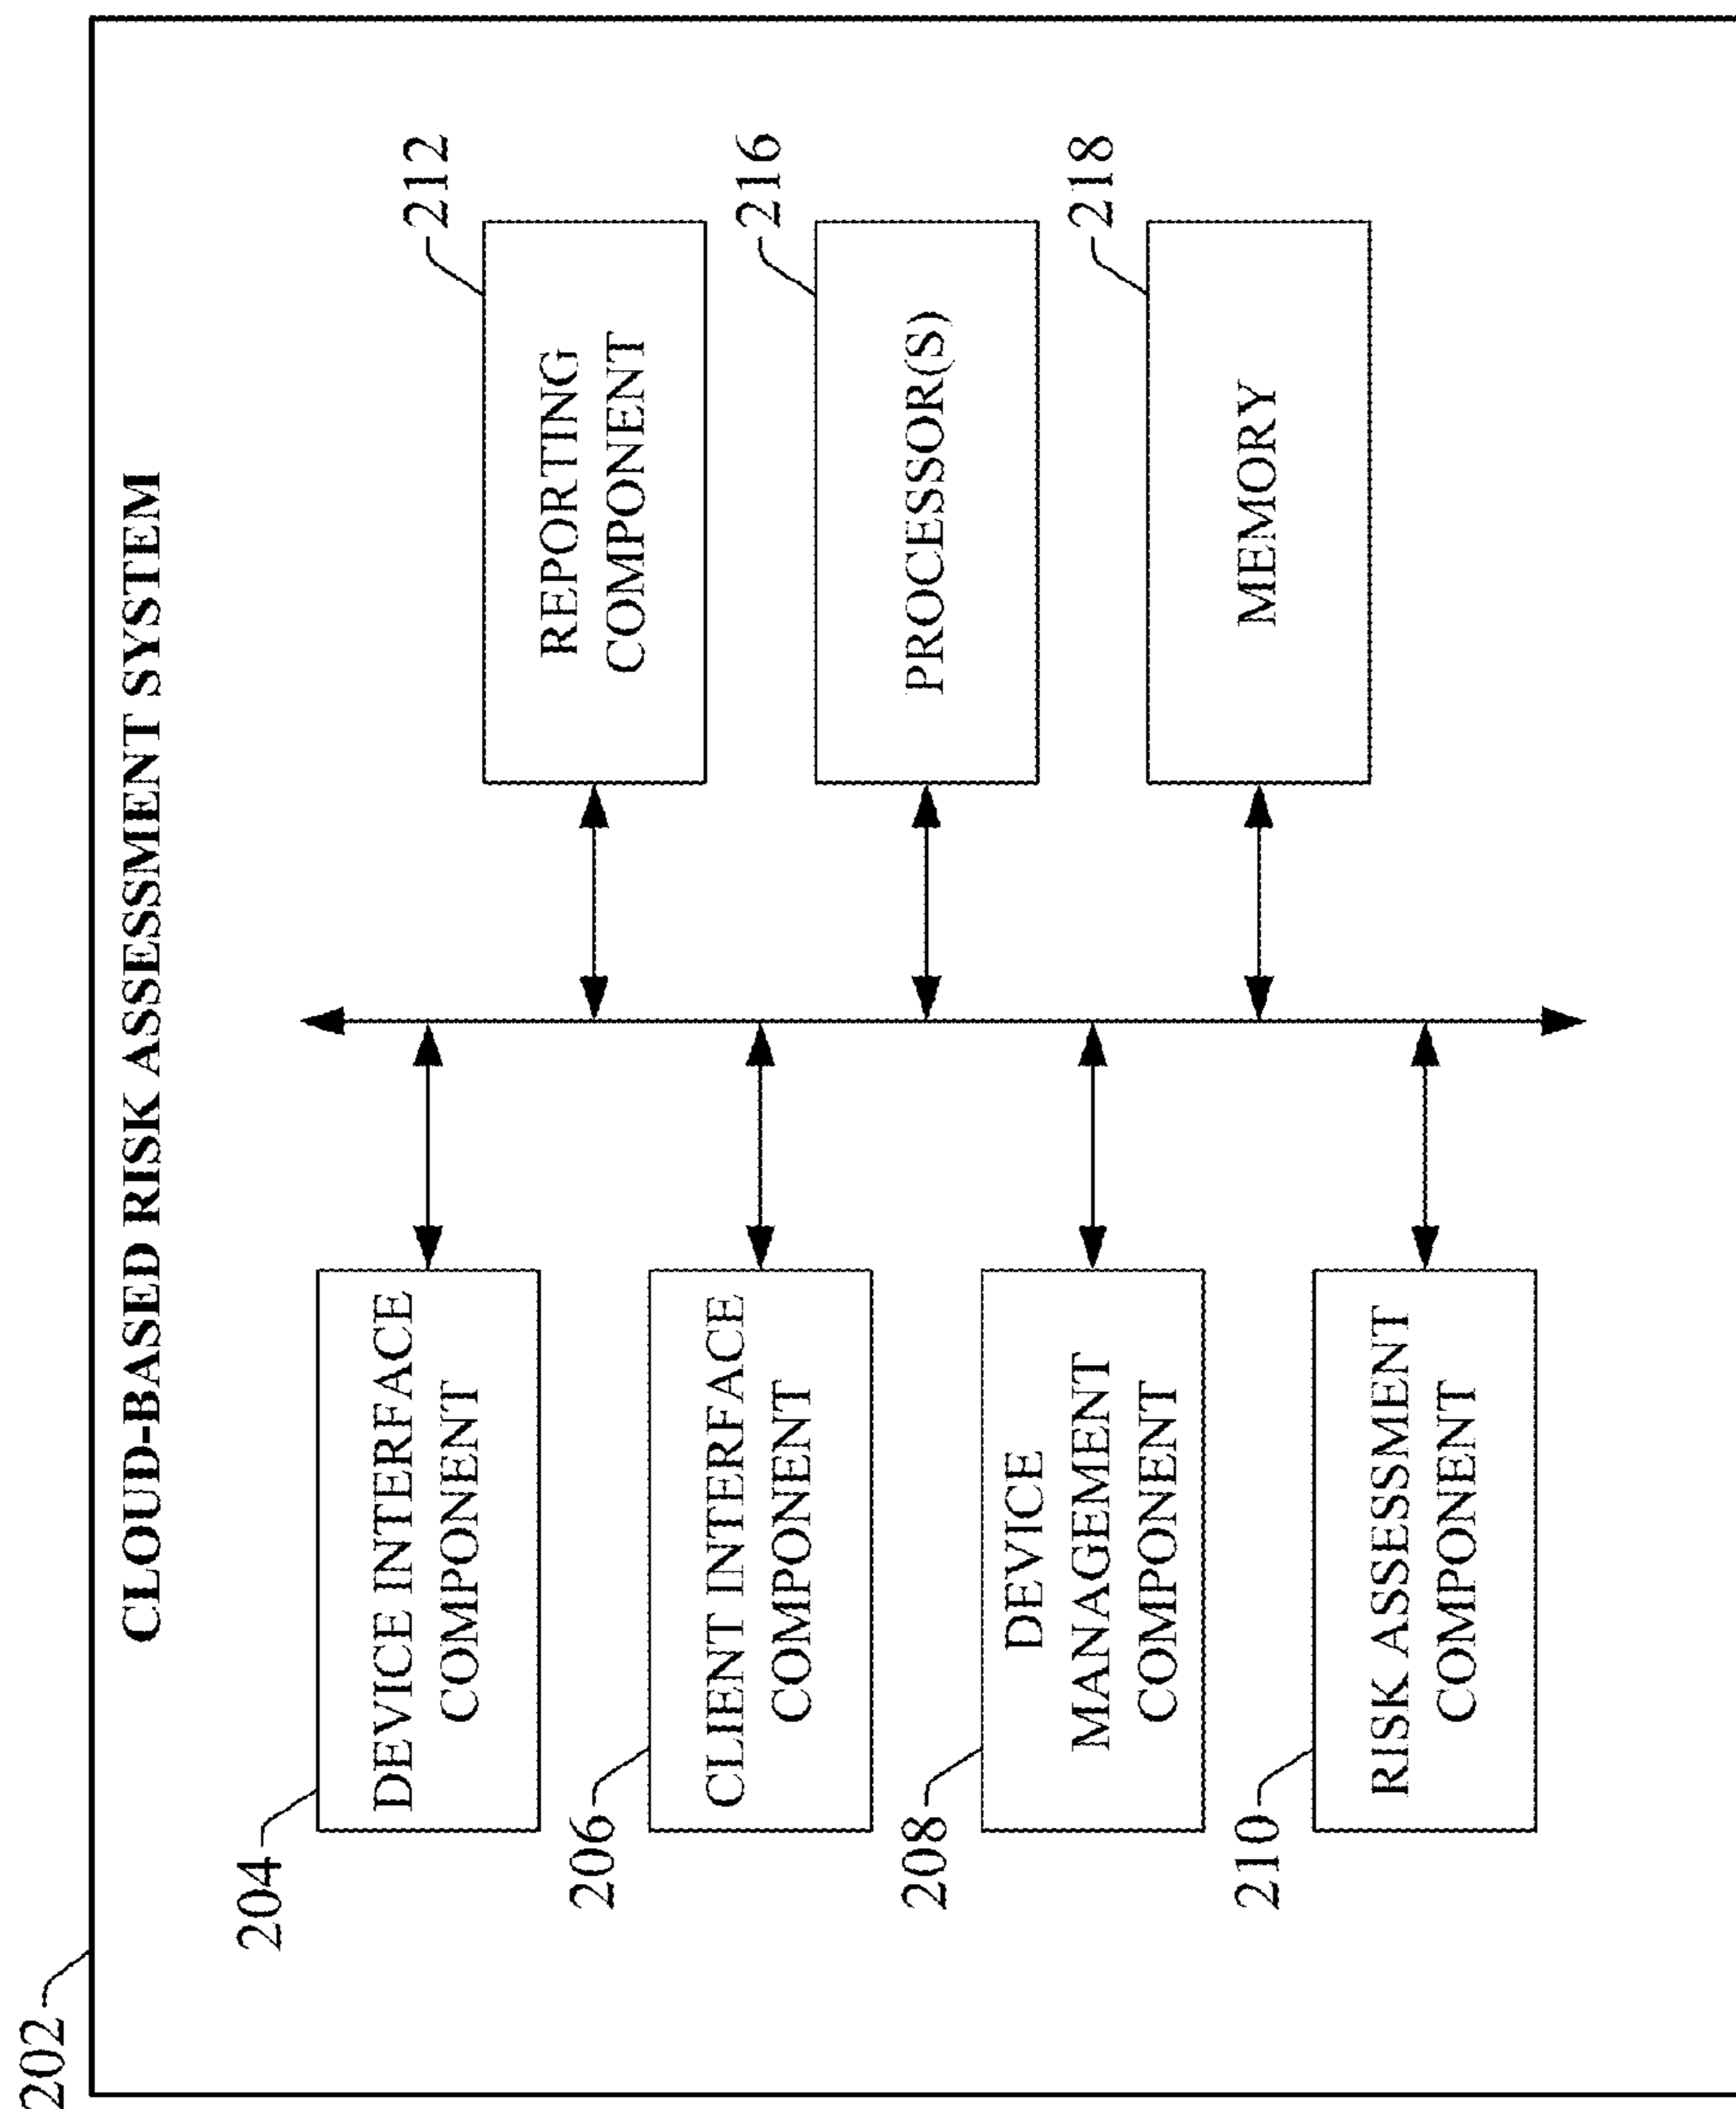 202
CLOUD-BASED RISK ASSESSMENT SYSTEM
204
DEVICE INTERFACE
COMPONENT
206
CLIENT INTERFACE
COMPONENT
208
DEVICE
MANAGEMENT
COMPONENT
210
RISK ASSESSMENT
COMPONENT
212
REPORTING
COMPONENT
216
PROCESSOR(S)
218
MEMORY